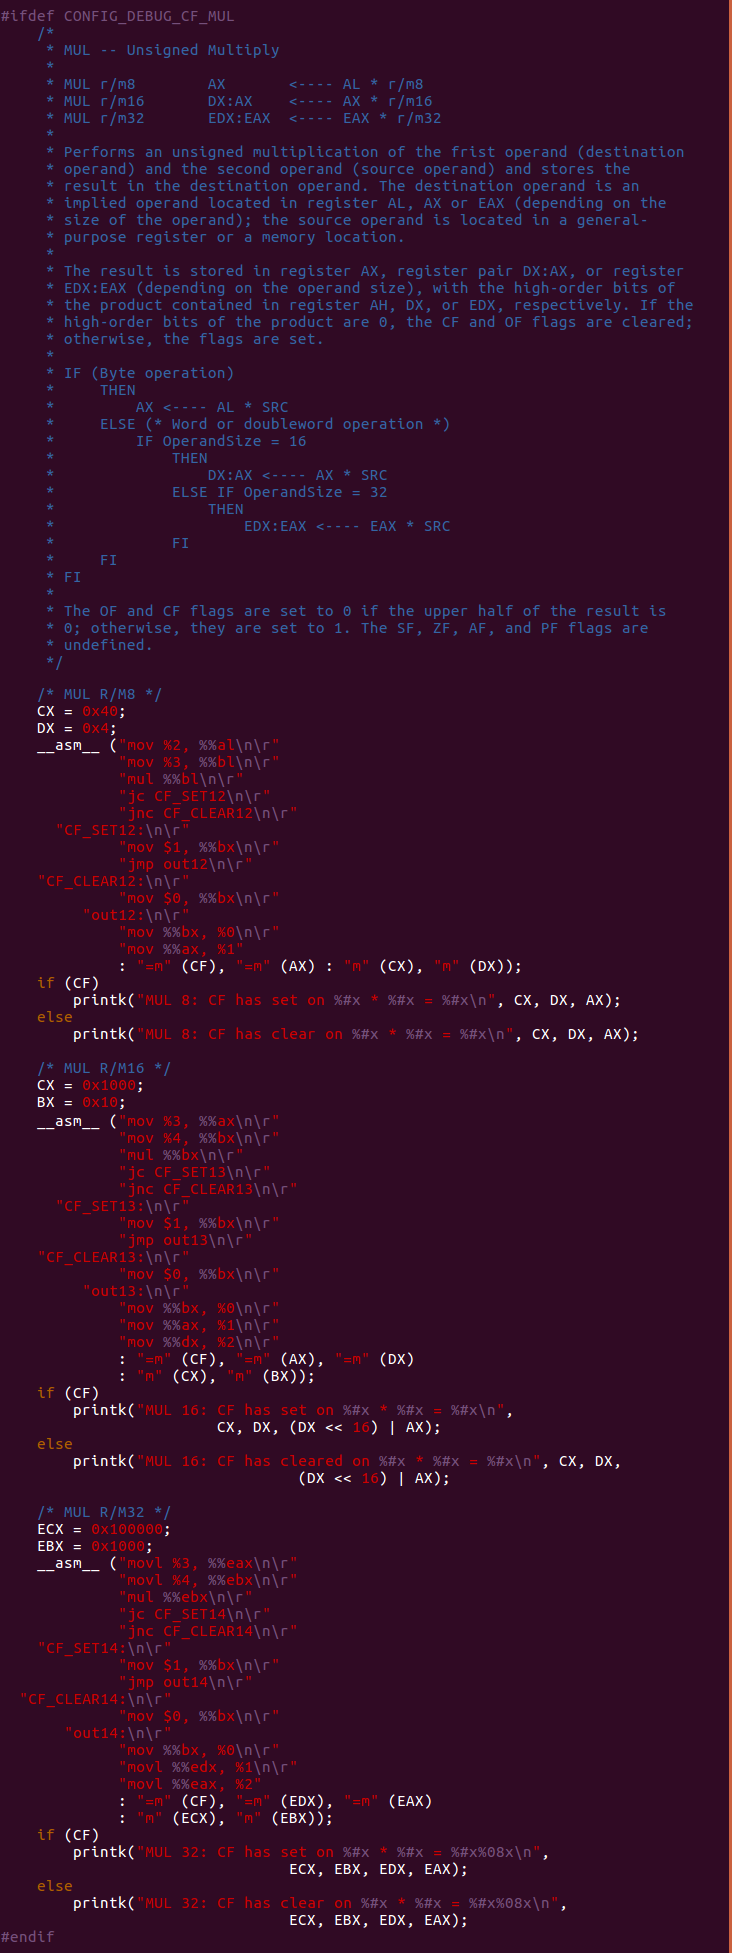 #ifdef CONFIG_DEBUG_CF_MUL
    /*
     * MUL -- Unsigned Multiply
     *
     * MUL r/m8        AX       <---- AL * r/m8
     * MUL r/m16       DX:AX    <---- AX * r/m16
     * MUL r/m32       EDX:EAX  <---- EAX * r/m32
     *
     * Performs an unsigned multiplication of the frist operand (destination
     * operand) and the second operand (source operand) and stores the
     * result in the destination operand. The destination operand is an
     * implied operand located in register AL, AX or EAX (depending on the
     * size of the operand); the source operand is located in a general-
     * purpose register or a memory location.
     *
     * The result is stored in register AX, register pair DX:AX, or register
     * EDX:EAX (depending on the operand size), with the high-order bits of
     * the product contained in register AH, DX, or EDX, respectively. If the
     * high-order bits of the product are 0, the CF and OF flags are cleared;
     * otherwise, the flags are set.
     *
     * IF (Byte operation)
     *     THEN
     *         AX <---- AL * SRC
     *     ELSE (* Word or doubleword operation *)
     *         IF OperandSize = 16
     *             THEN
     *                 DX:AX <---- AX * SRC
     *             ELSE IF OperandSize = 32
     *                 THEN
     *                     EDX:EAX <---- EAX * SRC
     *             FI
     *     FI
     * FI
     *
     * The OF and CF flags are set to 0 if the upper half of the result is
     * 0; otherwise, they are set to 1. The SF, ZF, AF, and PF flags are
     * undefined.
     */

    /* MUL R/M8 */
    CX = 0x40;
    DX = 0x4;
    __asm__ ("mov %2, %%al\n\r"
             "mov %3, %%bl\n\r"
             "mul %%bl\n\r"
             "jc CF_SET12\n\r"
             "jnc CF_CLEAR12\n\r"
      "CF_SET12:\n\r"
             "mov $1, %%bx\n\r"
             "jmp out12\n\r"
    "CF_CLEAR12:\n\r"
             "mov $0, %%bx\n\r"
         "out12:\n\r"
             "mov %%bx, %0\n\r"
             "mov %%ax, %1"
             : "=m" (CF), "=m" (AX) : "m" (CX), "m" (DX));
    if (CF)
        printk("MUL 8: CF has set on %#x * %#x = %#x\n", CX, DX, AX);
    else
        printk("MUL 8: CF has clear on %#x * %#x = %#x\n", CX, DX, AX);

    /* MUL R/M16 */
    CX = 0x1000;
    BX = 0x10;
    __asm__ ("mov %3, %%ax\n\r"
             "mov %4, %%bx\n\r"
             "mul %%bx\n\r"
             "jc CF_SET13\n\r"
             "jnc CF_CLEAR13\n\r"
      "CF_SET13:\n\r"
             "mov $1, %%bx\n\r"
             "jmp out13\n\r"
    "CF_CLEAR13:\n\r"
             "mov $0, %%bx\n\r"
         "out13:\n\r"
             "mov %%bx, %0\n\r"
             "mov %%ax, %1\n\r"
             "mov %%dx, %2\n\r"
             : "=m" (CF), "=m" (AX), "=m" (DX)
             : "m" (CX), "m" (BX));
    if (CF)
        printk("MUL 16: CF has set on %#x * %#x = %#x\n",
                        CX, DX, (DX << 16) | AX);
    else
        printk("MUL 16: CF has cleared on %#x * %#x = %#x\n", CX, DX,
                                 (DX << 16) | AX);

    /* MUL R/M32 */
    ECX = 0x100000;
    EBX = 0x1000;
    __asm__ ("movl %3, %%eax\n\r"
             "movl %4, %%ebx\n\r"
             "mul %%ebx\n\r"
             "jc CF_SET14\n\r"
             "jnc CF_CLEAR14\n\r"
    "CF_SET14:\n\r"
             "mov $1, %%bx\n\r"
             "jmp out14\n\r"
  "CF_CLEAR14:\n\r"
             "mov $0, %%bx\n\r"
       "out14:\n\r"
             "mov %%bx, %0\n\r"
             "movl %%edx, %1\n\r"
             "movl %%eax, %2"
             : "=m" (CF), "=m" (EDX), "=m" (EAX)
             : "m" (ECX), "m" (EBX));
    if (CF)
        printk("MUL 32: CF has set on %#x * %#x = %#x%08x\n",
                                ECX, EBX, EDX, EAX);
    else
        printk("MUL 32: CF has clear on %#x * %#x = %#x%08x\n",
                                ECX, EBX, EDX, EAX);
#endif